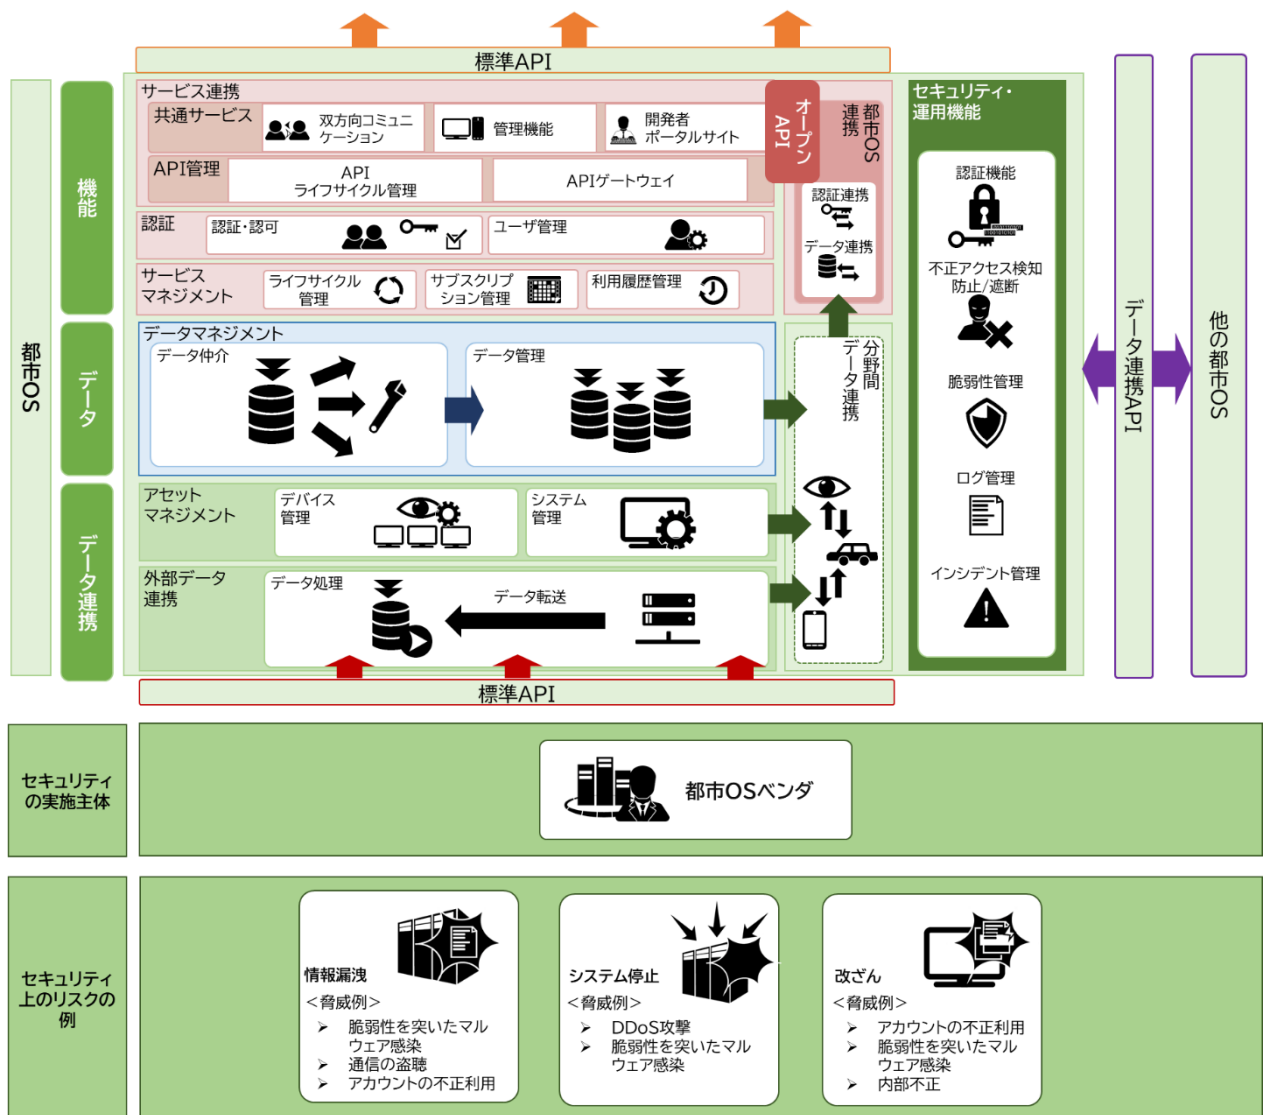 標準API
都市OS
機能
サービス連携
共通サービス
双方向コミュニ
ケーション
管理機能
開発者
ポータルサイト
API管理
API
ライフサイクル管理
APIゲートウェイ
オープン
API
都市OS
連携
認証連携
データ連携
認証
認証・認可
ユーザ管理
サービス
マネジメント
ライフサイクル
管理
サブスクリプ
ション管理
利用履歴管理
データ
データマネジメント
データ仲介
データ管理
分野間
データ連携
データ連携
アセット
マネジメント
デバイス
管理
システム
管理
外部データ
連携
データ処理
データ転送
標準API
セキュリティ・
運用機能
認証機能
不正アクセス検知
防止/遮断
脆弱性管理
ログ管理
インシデント管理
データ連携API
他の都市OS
セキュリティ
の実施主体
都市OSベンダ
セキュリティ
上のリスクの
例
情報漏洩
<脅威例>
➢ 脆弱性を突いたマル
ウェア感染
➢ 通信の盗聴
➢ アカウントの不正利用
システム停止
<脅威例>
➢ DDoS攻撃
➢ 脆弱性を突いたマル
ウェア感染
改ざん
<脅威例>
➢ アカウントの不正利用
➢ 脆弱性を突いたマル
ウェア感染
➢ 内部不正